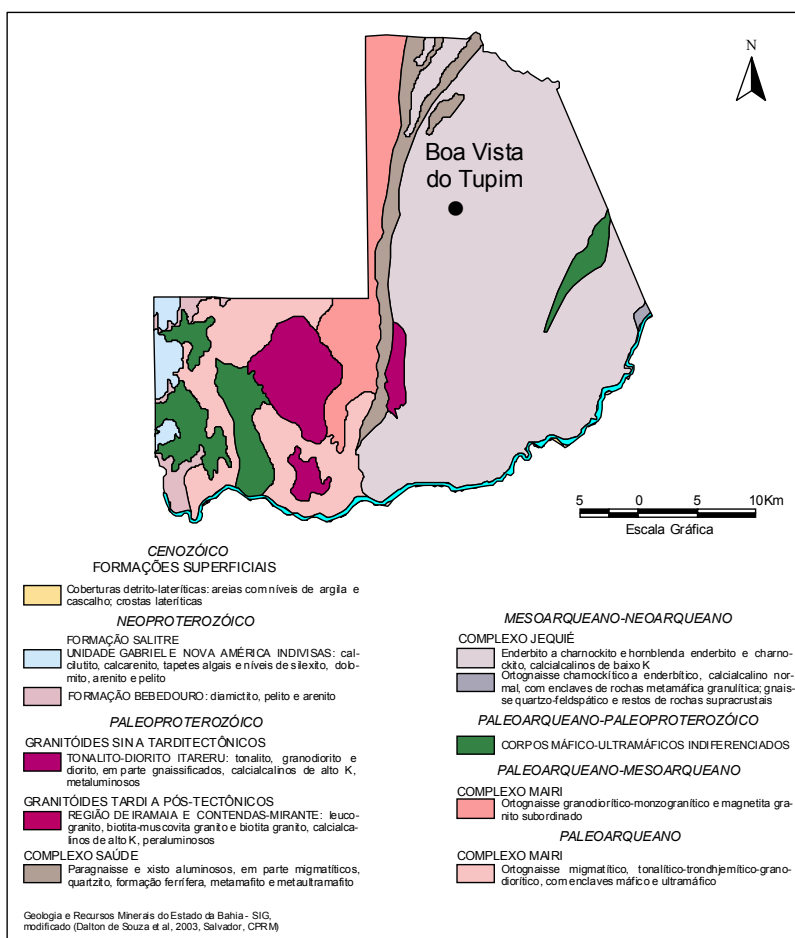 N
Boa Vista
do Tupim
5 0 5 10Km
Escala Gráfica
CENOZÓICO
FORMAÇÕES SUPERFICIAIS
Coberturas detrito-lateríticas: areias com níveis de argila e
cascalho; crostas lateríticas
NEOPROTEROZÓICO
FORMAÇÃO SALITRE
UNIDADE GABRIEL E NOVA AMÉRICA INDIVISAS: cal-
cilutito, calcarenito, tapetes algais e níveis de silexito, dolo-
mito, arenito e pelito
FORMAÇÃO BEBEDOURO: diamictito, pelito e arenito
PALEOPROTEROZÓICO
GRANITÓIDES SIN A TARDITECTÔNICOS
TONALITO-DIORITO ITARERU: tonalito, granodiorito e
diorito, em parte gnaissificados, calcialcalinos de alto K,
metaluminosos
GRANITÓIDES TARDI A PÓS-TECTÔNICOS
REGIÃO DE IRAMAIA E CONTENDAS-MIRANTE: leuco-
granito, biotita-muscovita granito e biotita granito, calcialca-
linos de alto K, peraluminosos
COMPLEXO SAÚDE
Paragnaisse e xisto aluminosos, em parte migmatíticos,
quartzito, formação ferrífera, metamafito e metaultramafito
MESOARQUEANO-NEOARQUEANO
COMPLEXO JEQUIÉ
Enderbito a charnockito e hornblenda enderbito e charno-
ckito, calcialcalinos de baixo K
Ortognaisse charnockítico a enderbítico, calcialcalino nor-
mal, com enclaves de rochas metamáfica granulítica; gnais-
se quartzo-feldspático e restos de rochas supracrustais
PALEOARQUEANO-PALEOPROTEROZÓICO
CORPOS MÁFICO-ULTRAMÁFICOS INDIFERENCIADOS
PALEOARQUEANO-MESOARQUEANO
COMPLEXO MAIRI
Ortognaisse granodiorítico-monzogranítico e magnetita gra-
nito subordinado
PALEOARQUEANO
COMPLEXO MAIRI
Ortognaisse migmatítico, tonalítico-trondhjemítico-grano-
diorítico, com enclaves máfico e ultramáfico
Geologia e Recursos Minerais do Estado da Bahia - SIG,
modificado (Dalton de Souza et al, 2003, Salvador, CPRM)